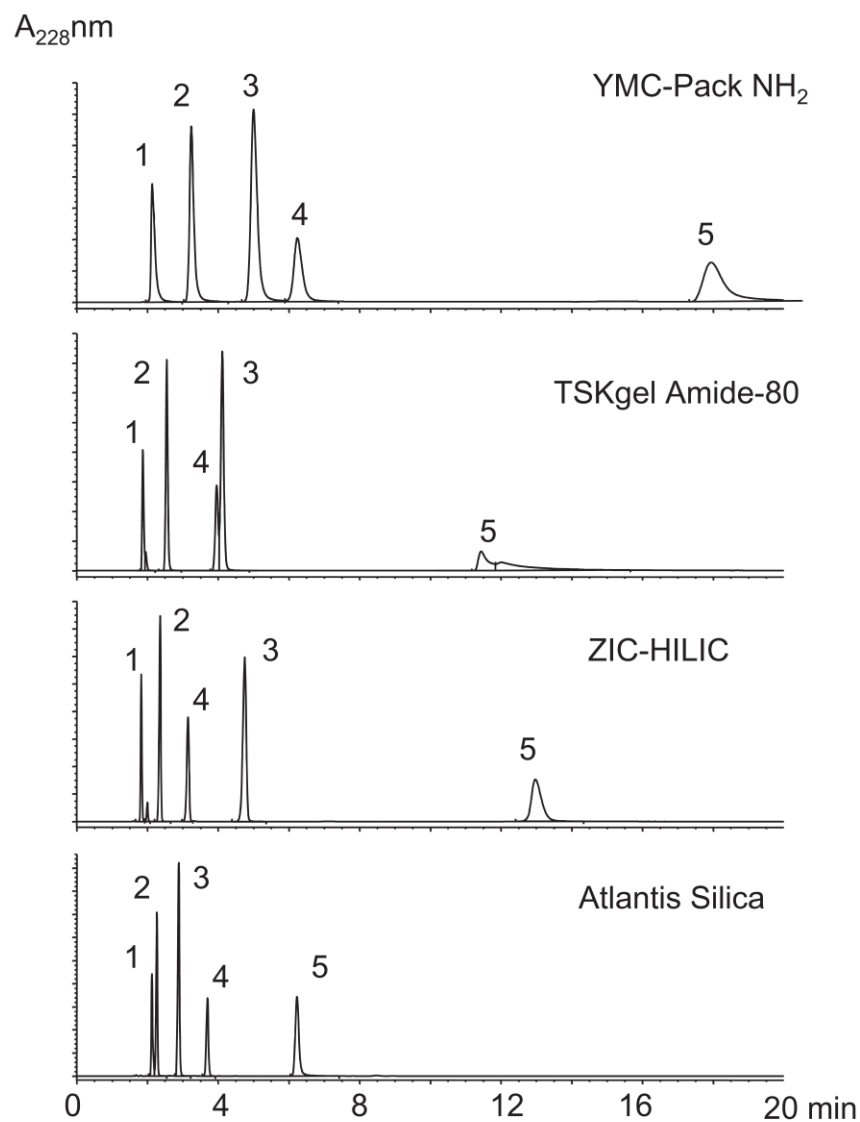 A₂₂₈nm
YMC-Pack NH₂
1 2 3 4 5
TSKgel Amide-80
1 2 4 3 5
ZIC-HILIC
1 2 4 3 5
Atlantis Silica
1 2 3 4 5
0 4 8 12 16 20 min